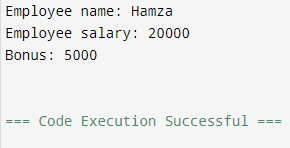 Employee name: Hamza
Employee salary: 20000
Bonus: 5000
=== Code Execution Successful ===